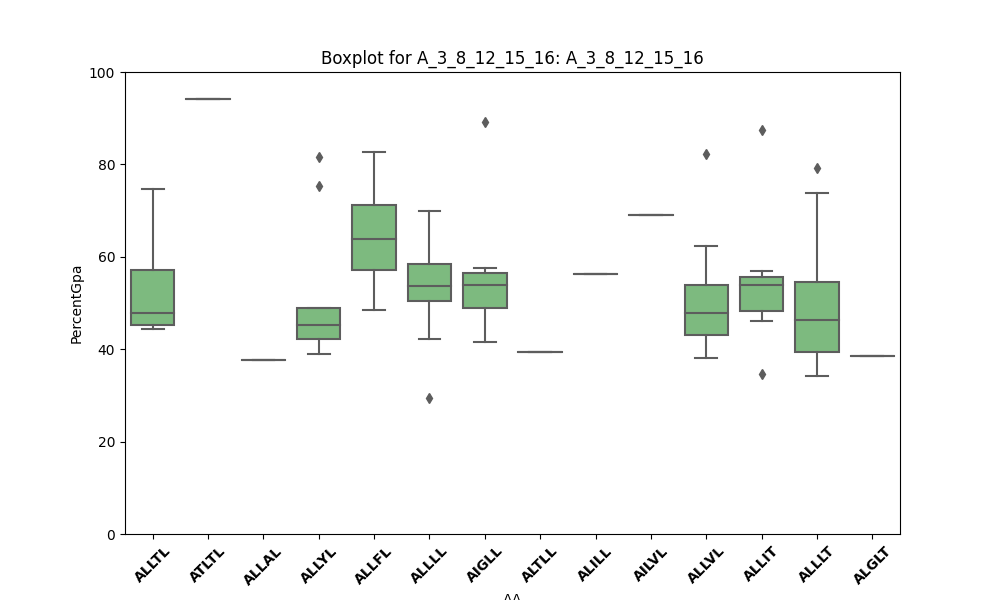 Boxplot for A_3_8_12_15_16: A_3_8_12_15_16
100
80
60
40
20
0
PercentGpa
ALLTL
ATLTL
ALLAL
ALLYL
ALLFL
ALLLL
AIGLL
ALTLL
ALILL
AILVL
ALLVL
ALLIT
ALLLT
ALGLT
AA